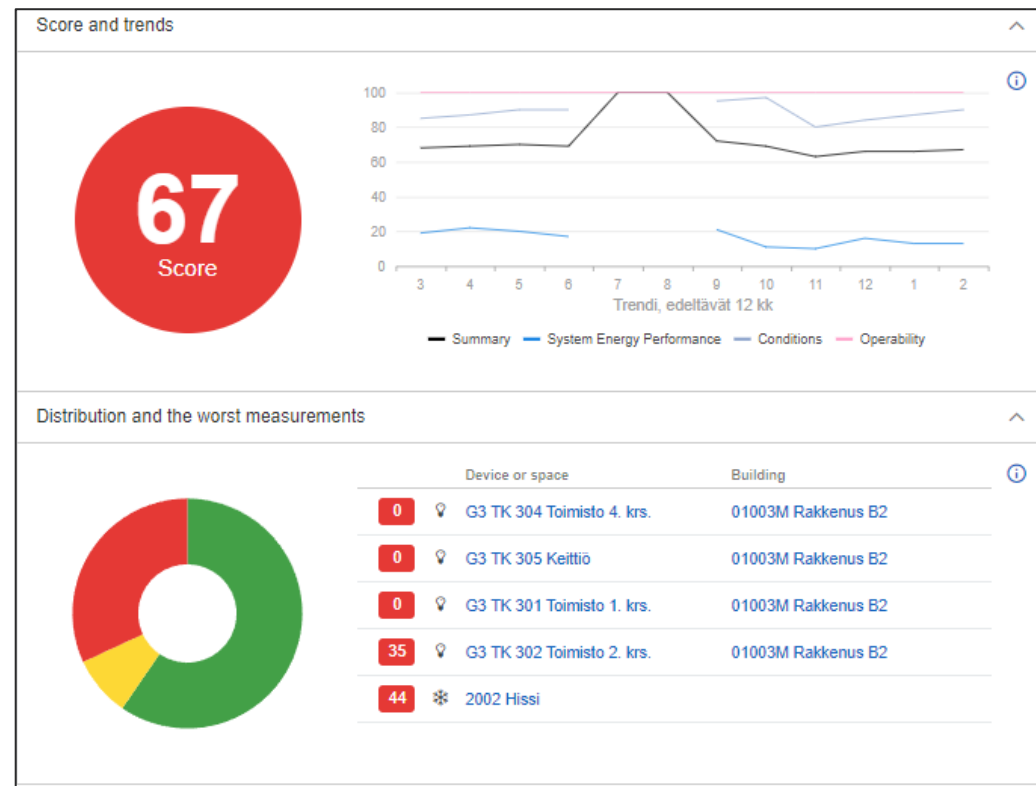 Score and trends
67
Score
100
80
60
40
20
0
3 4 5 6 7 8 9 10 11 12 1 2
Trendi, edeltävät 12 kk
Summary System Energy Performance Conditions Operability
Distribution and the worst measurements
Device or space Building
0 G3 TK 304 Toimisto 4. krs. 01003M Rakkenus B2
0 G3 TK 305 Keittiö 01003M Rakkenus B2
0 G3 TK 301 Toimisto 1. krs. 01003M Rakkenus B2
35 G3 TK 302 Toimisto 2. krs. 01003M Rakkenus B2
44 2002 Hissi